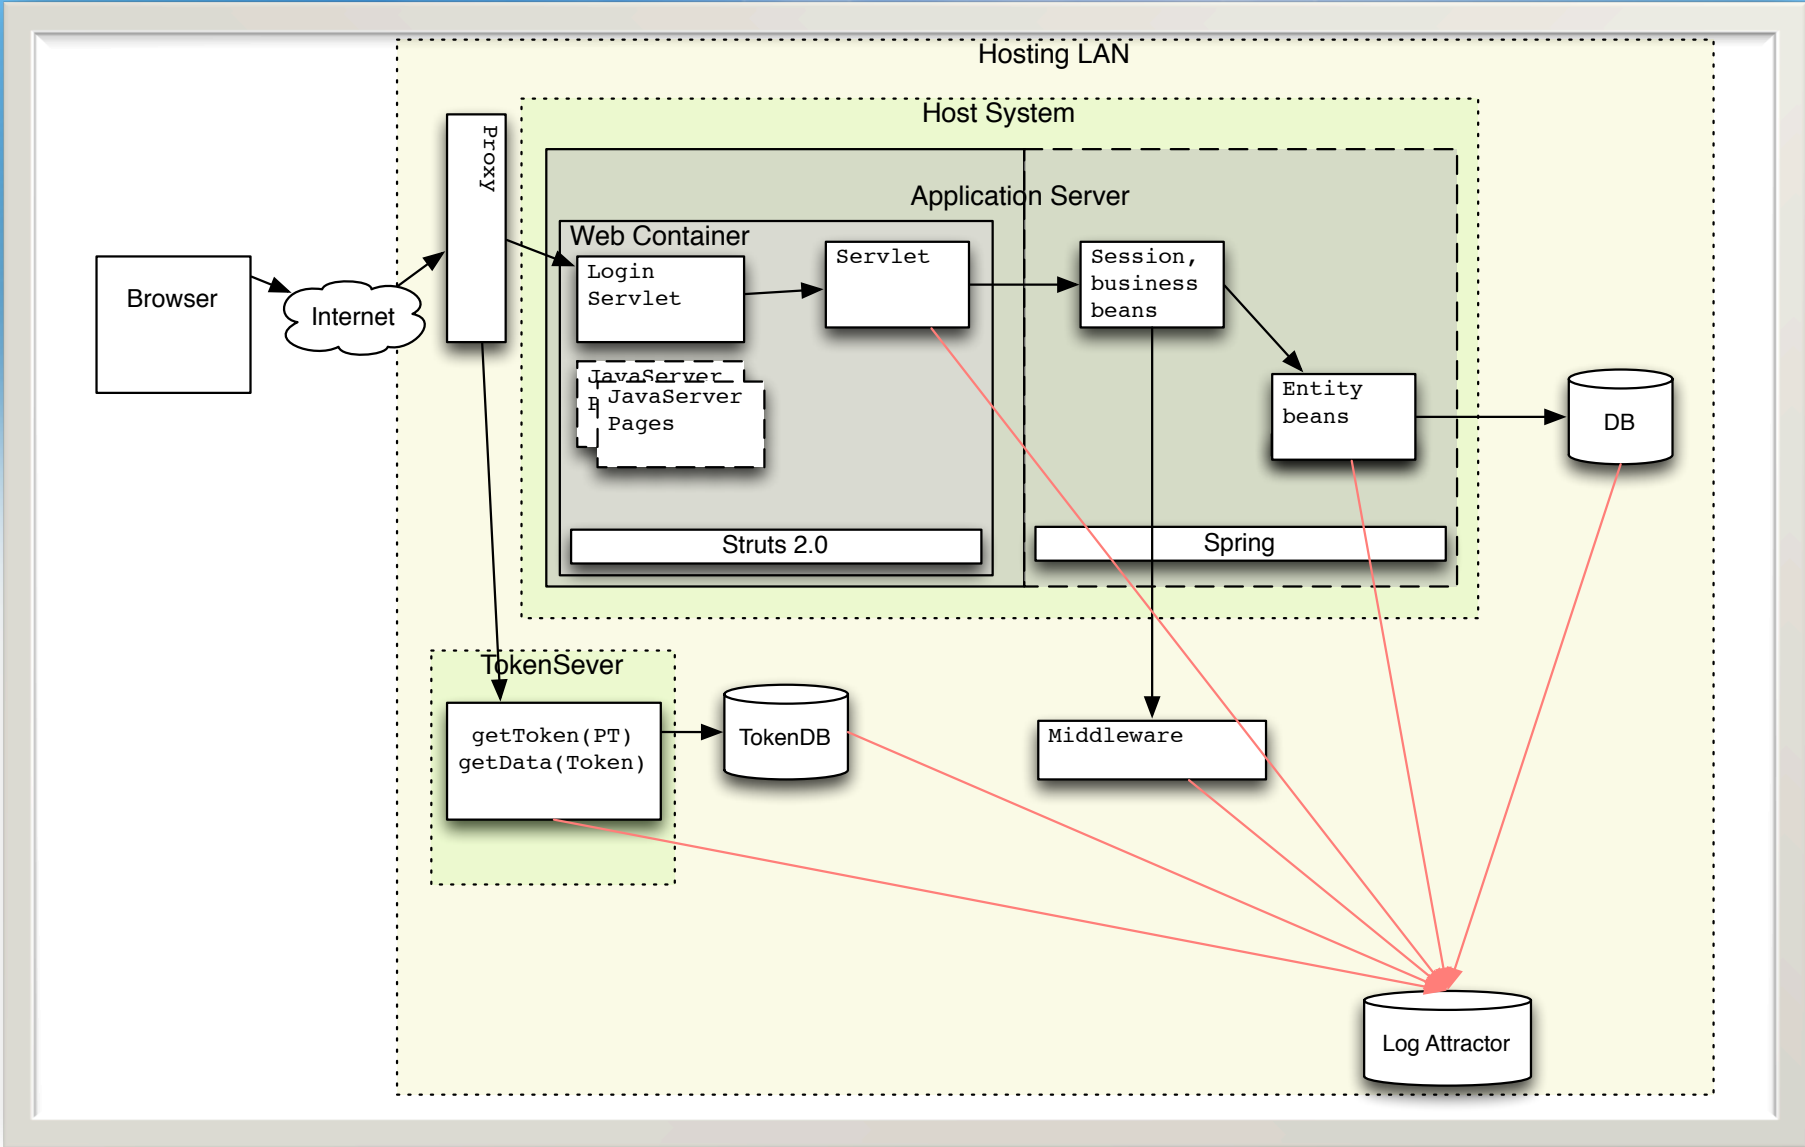 Hosting LAN
Host System
Proxy
Application Server
Web Container
Login
Servlet
Servlet
Session,
business
beans
Browser
Internet
JavaServer
P
JavaServer
Pages
Entity
beans
DB
Struts 2.0
Spring
TokenSever
getToken(PT)
getData(Token)
TokenDB
Middleware
Log Attractor